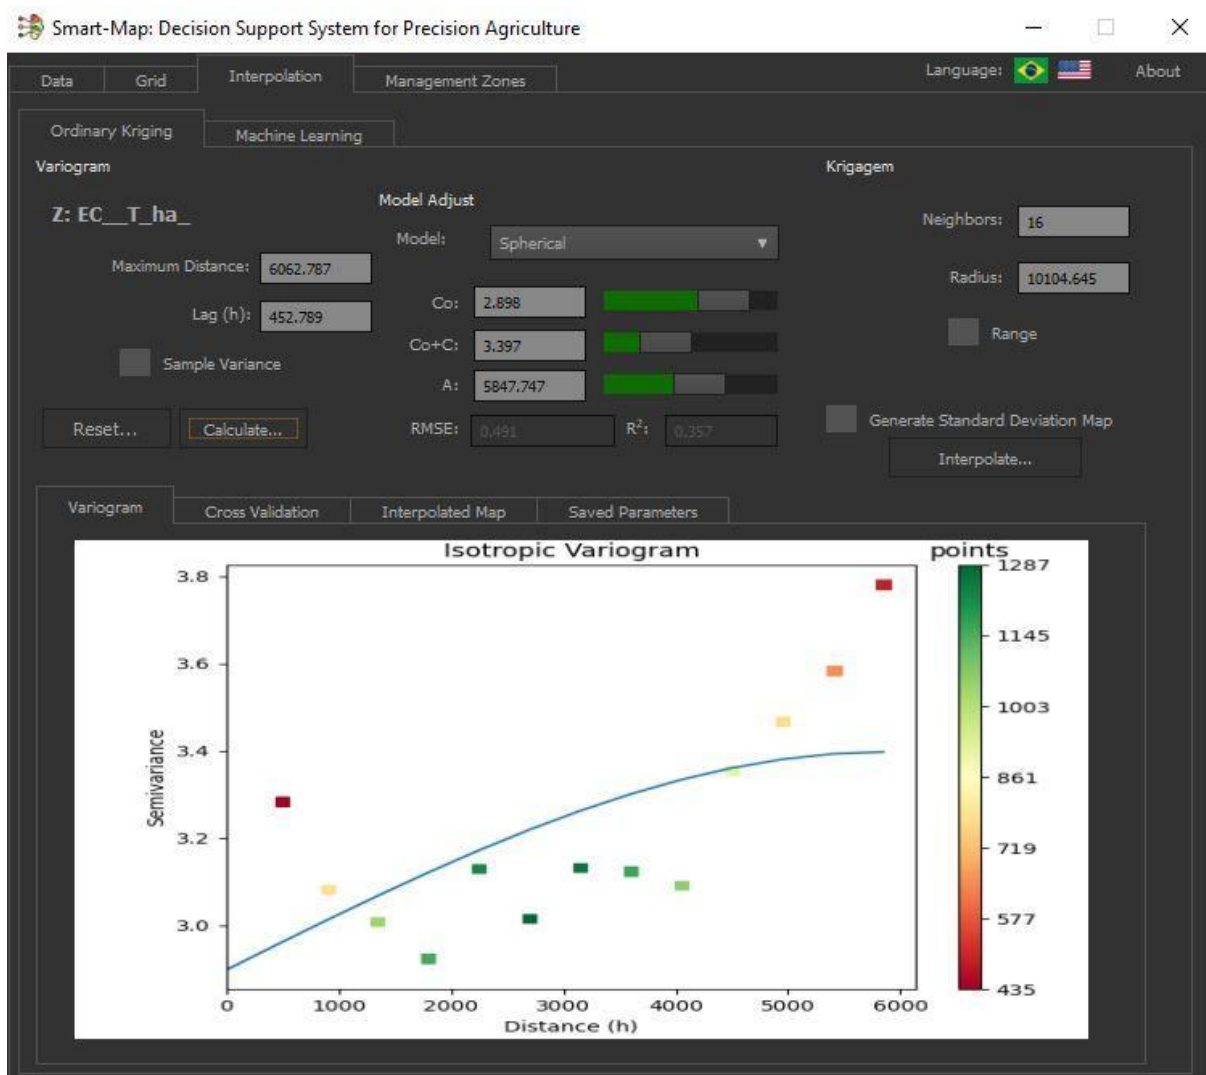 Smart-Map: Decision Support System for Precision Agriculture
Data Grid Interpolation Management Zones Language: About
Ordinary Kriging Machine Learning
Variogram Krigagem
Z: EC__T_ha_ Model Adjust
Neighbors: 16
Model: Spherical
Maximum Distance: 6062.787
Radius: 10104.645
Lag (h): 452.789
Co: 2.898
Range
Co+C: 3.397
Sample Variance
A: 5847.747
Reset... Calculate... RMSE: 0.491 R²: 0.357
Generate Standard Deviation Map
Interpolate...
Variogram Cross Validation Interpolated Map Saved Parameters
Isotropic Variogram points
3.8
3.6
3.4
3.2
3.0
Semivariance
0 1000 2000 3000 4000 5000 6000
Distance (h)
1287
1145
1003
861
719
577
435